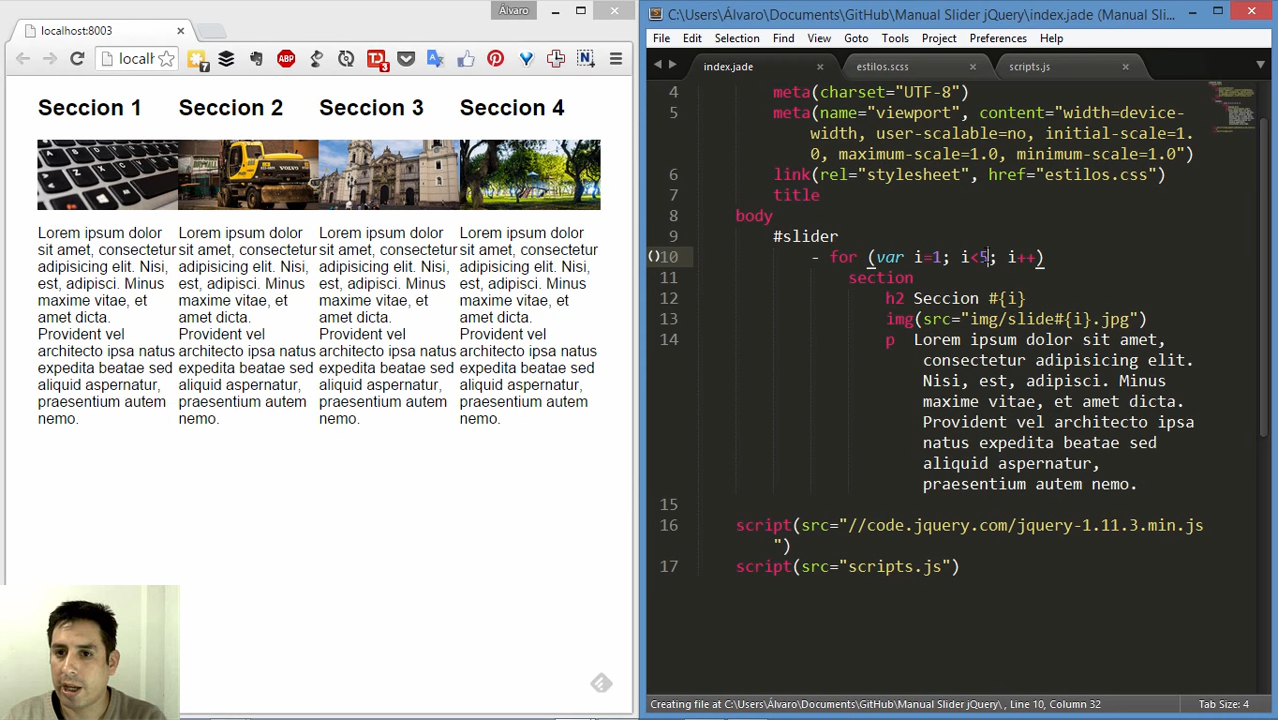 Álvaro
localhost:8003
localh
7
ABP
3
Seccion 1
Seccion 2
Seccion 3
Seccion 4
VOLVO
Lorem ipsum dolor
sit amet, consectetur
adipisicing elit. Nisi,
est, adipisci. Minus
maxime vitae, et
amet dicta.
Provident vel
architecto ipsa natus
expedita beatae sed
aliquid aspernatur,
praesentium autem
nemo.
Lorem ipsum dolor
sit amet, consectetur
adipisicing elit. Nisi,
est, adipisci. Minus
maxime vitae, et
amet dicta.
Provident vel
architecto ipsa natus
expedita beatae sed
aliquid aspernatur,
praesentium autem
nemo.
Lorem ipsum dolor
sit amet, consectetur
adipisicing elit. Nisi,
est, adipisci. Minus
maxime vitae, et
amet dicta.
Provident vel
architecto ipsa natus
expedita beatae sed
aliquid aspernatur,
praesentium autem
nemo.
Lorem ipsum dolor
sit amet, consectetur
adipisicing elit. Nisi,
est, adipisci. Minus
maxime vitae, et
amet dicta.
Provident vel
architecto ipsa natus
expedita beatae sed
aliquid aspernatur,
praesentium autem
nemo.
C:\Users\Álvaro\Documents\GitHub\Manual Slider jQuery\index.jade (Manual Sli...
File Edit Selection Find View Goto Tools Project Preferences Help
index.jade
estilos.scss
scripts.js
4 meta(charset="UTF-8")
5 meta(name="viewport", content="width=device-
width, user-scalable=no, initial-scale=1.
0, maximum-scale=1.0, minimum-scale=1.0")
6 link(rel="stylesheet", href="estilos.css")
7 title
8 body
9 #slider
10 - for (var i=1; i<5; i++)
11 section
12 h2 Seccion #{i}
13 img(src="img/slide#{i}.jpg")
14 p Lorem ipsum dolor sit amet,
consectetur adipisicing elit.
Nisi, est, adipisci. Minus
maxime vitae, et amet dicta.
Provident vel architecto ipsa
natus expedita beatae sed
aliquid aspernatur,
praesentium autem nemo.
15
16 script(src="//code.jquery.com/jquery-1.11.3.min.js
")
17 script(src="scripts.js")
Creating file at C:\Users\Álvaro\Documents\GitHub\Manual Slider jQuery\ , Line 10, Column 32
Tab Size: 4